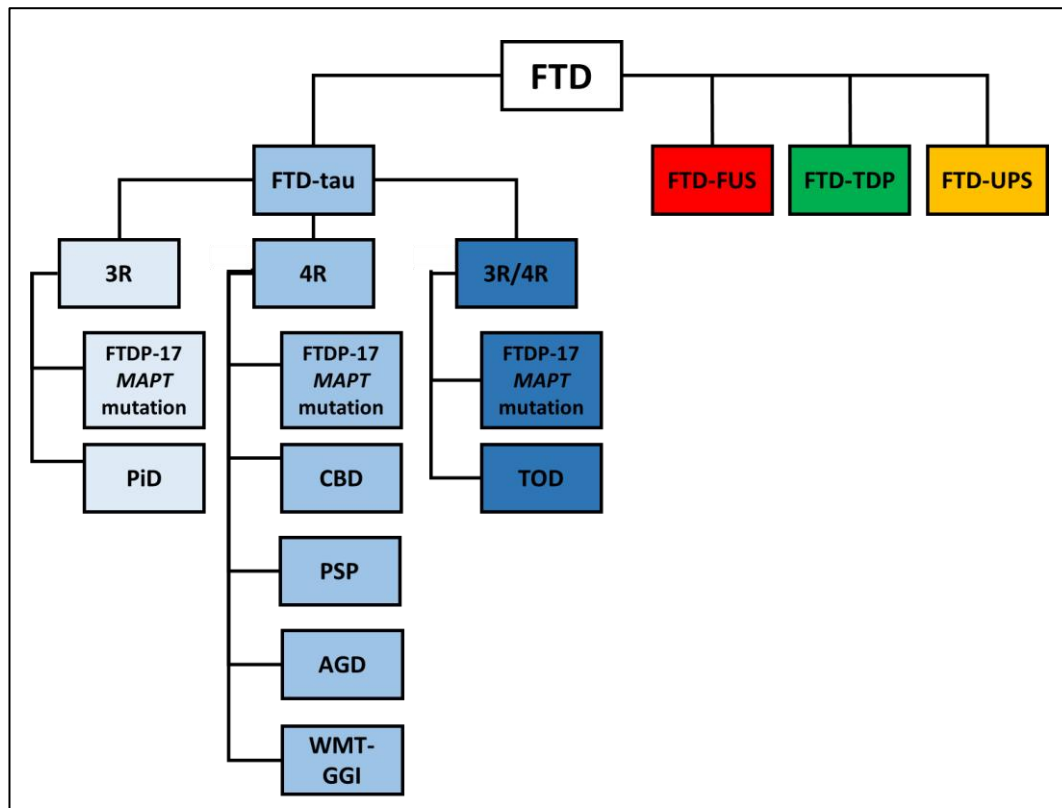 FTD
FTD-tau
FTD-FUS
FTD-TDP
FTD-UPS
3R
4R
3R/4R
FTDP-17
MAPT
mutation
FTDP-17
MAPT
mutation
FTDP-17
MAPT
mutation
PiD
CBD
TOD
PSP
AGD
WMT-
GGI